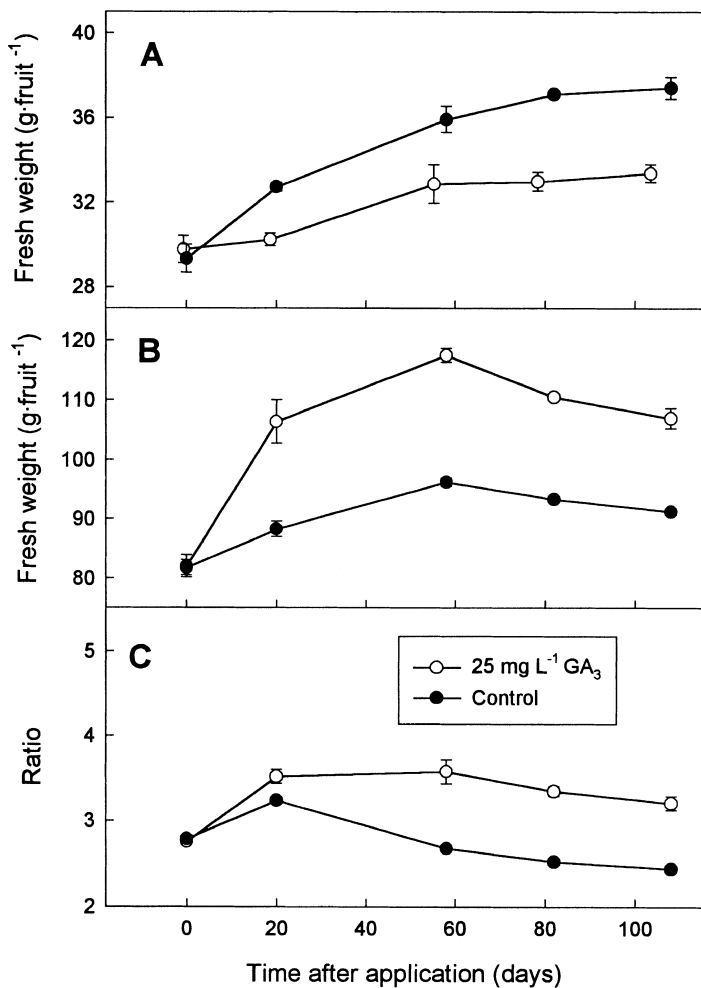 40
A
36
32
28
Fresh weight (g·fruit⁻¹)
120
B
110
100
90
80
Fresh weight (g·fruit⁻¹)
5
C
4
3
2
Ratio
25 mg L⁻¹ GA₃
Control
0 20 40 60 80 100
Time after application (days)